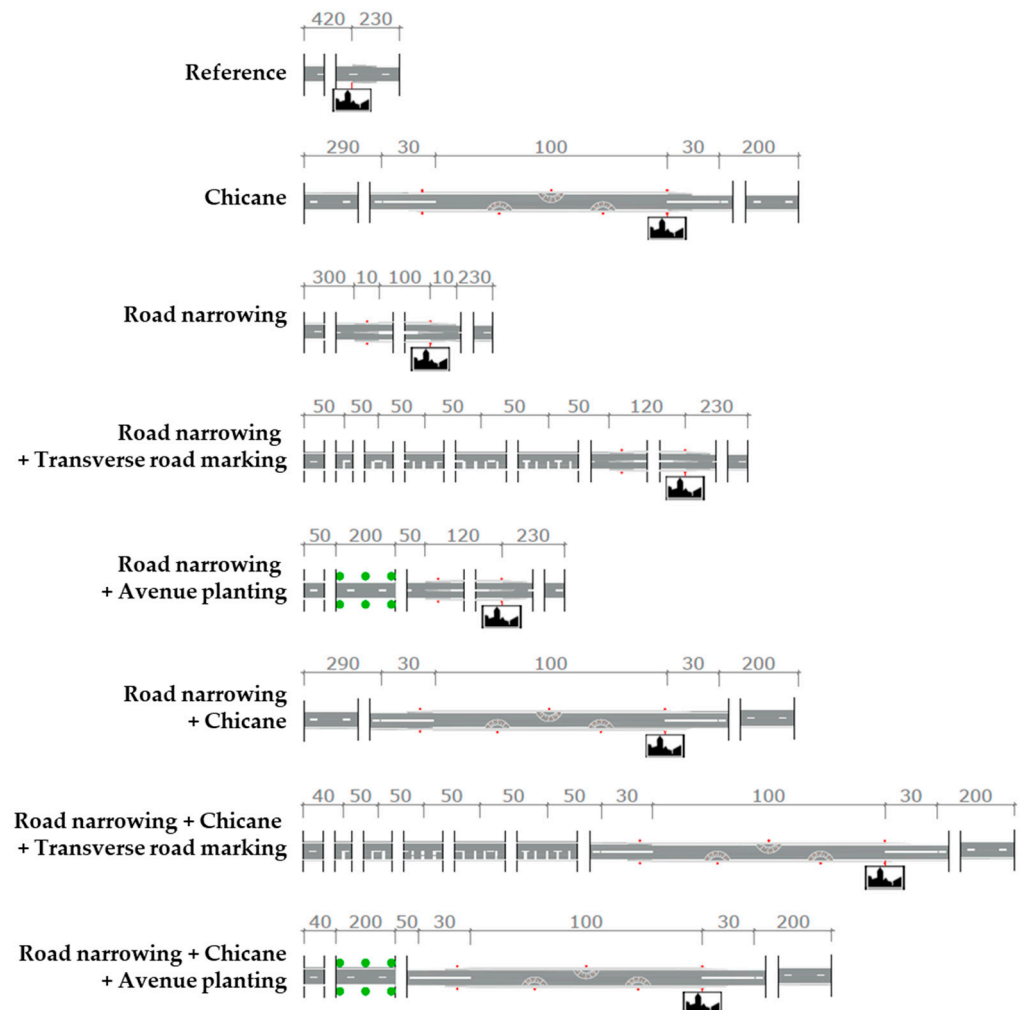 420 230
Reference
290 30 100 30 200
Chicane
300 10 100 10 230
Road narrowing
50 50 50 50 50 50 120 230
Road narrowing
+ Transverse road marking
50 200 50 120 230
Road narrowing
+ Avenue planting
290 30 100 30 200
Road narrowing
+ Chicane
40 50 50 50 50 50 30 100 30 200
Road narrowing + Chicane
+ Transverse road marking
40 200 50 30 100 30 200
Road narrowing + Chicane
+ Avenue planting